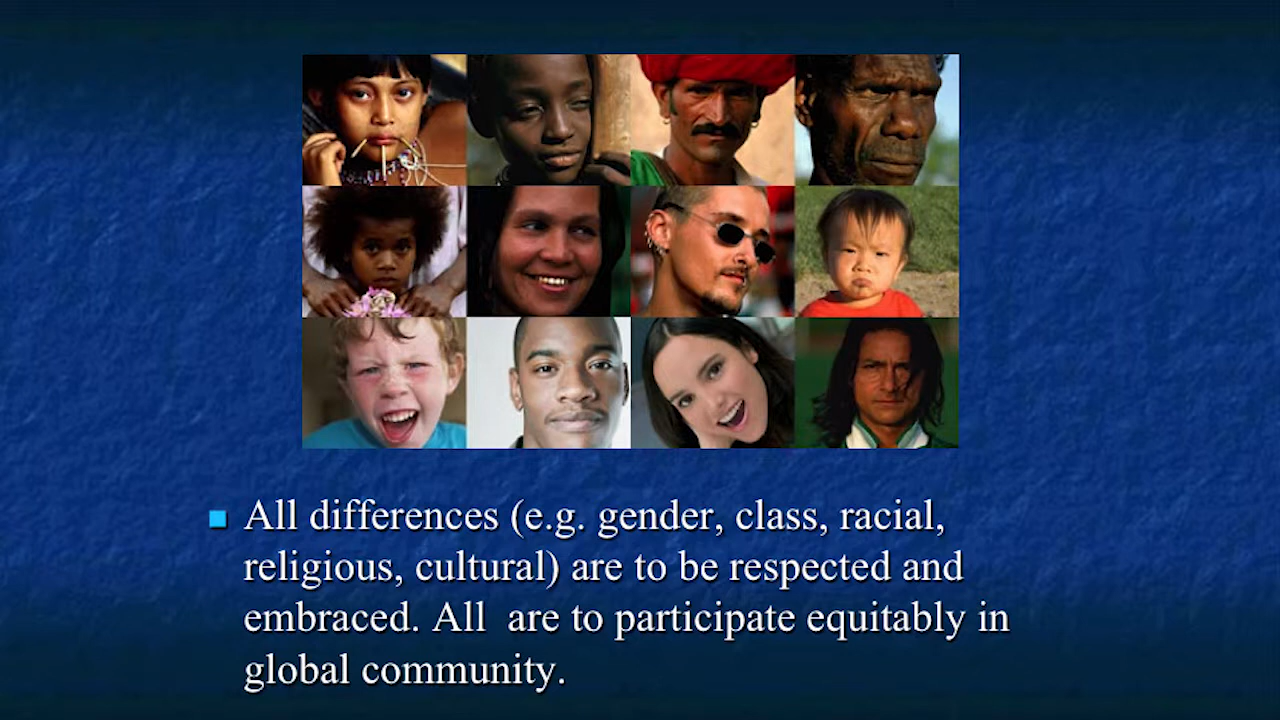 All differences (e.g. gender, class, racial,
religious, cultural) are to be respected and
embraced. All  are to participate equitably in
global community.